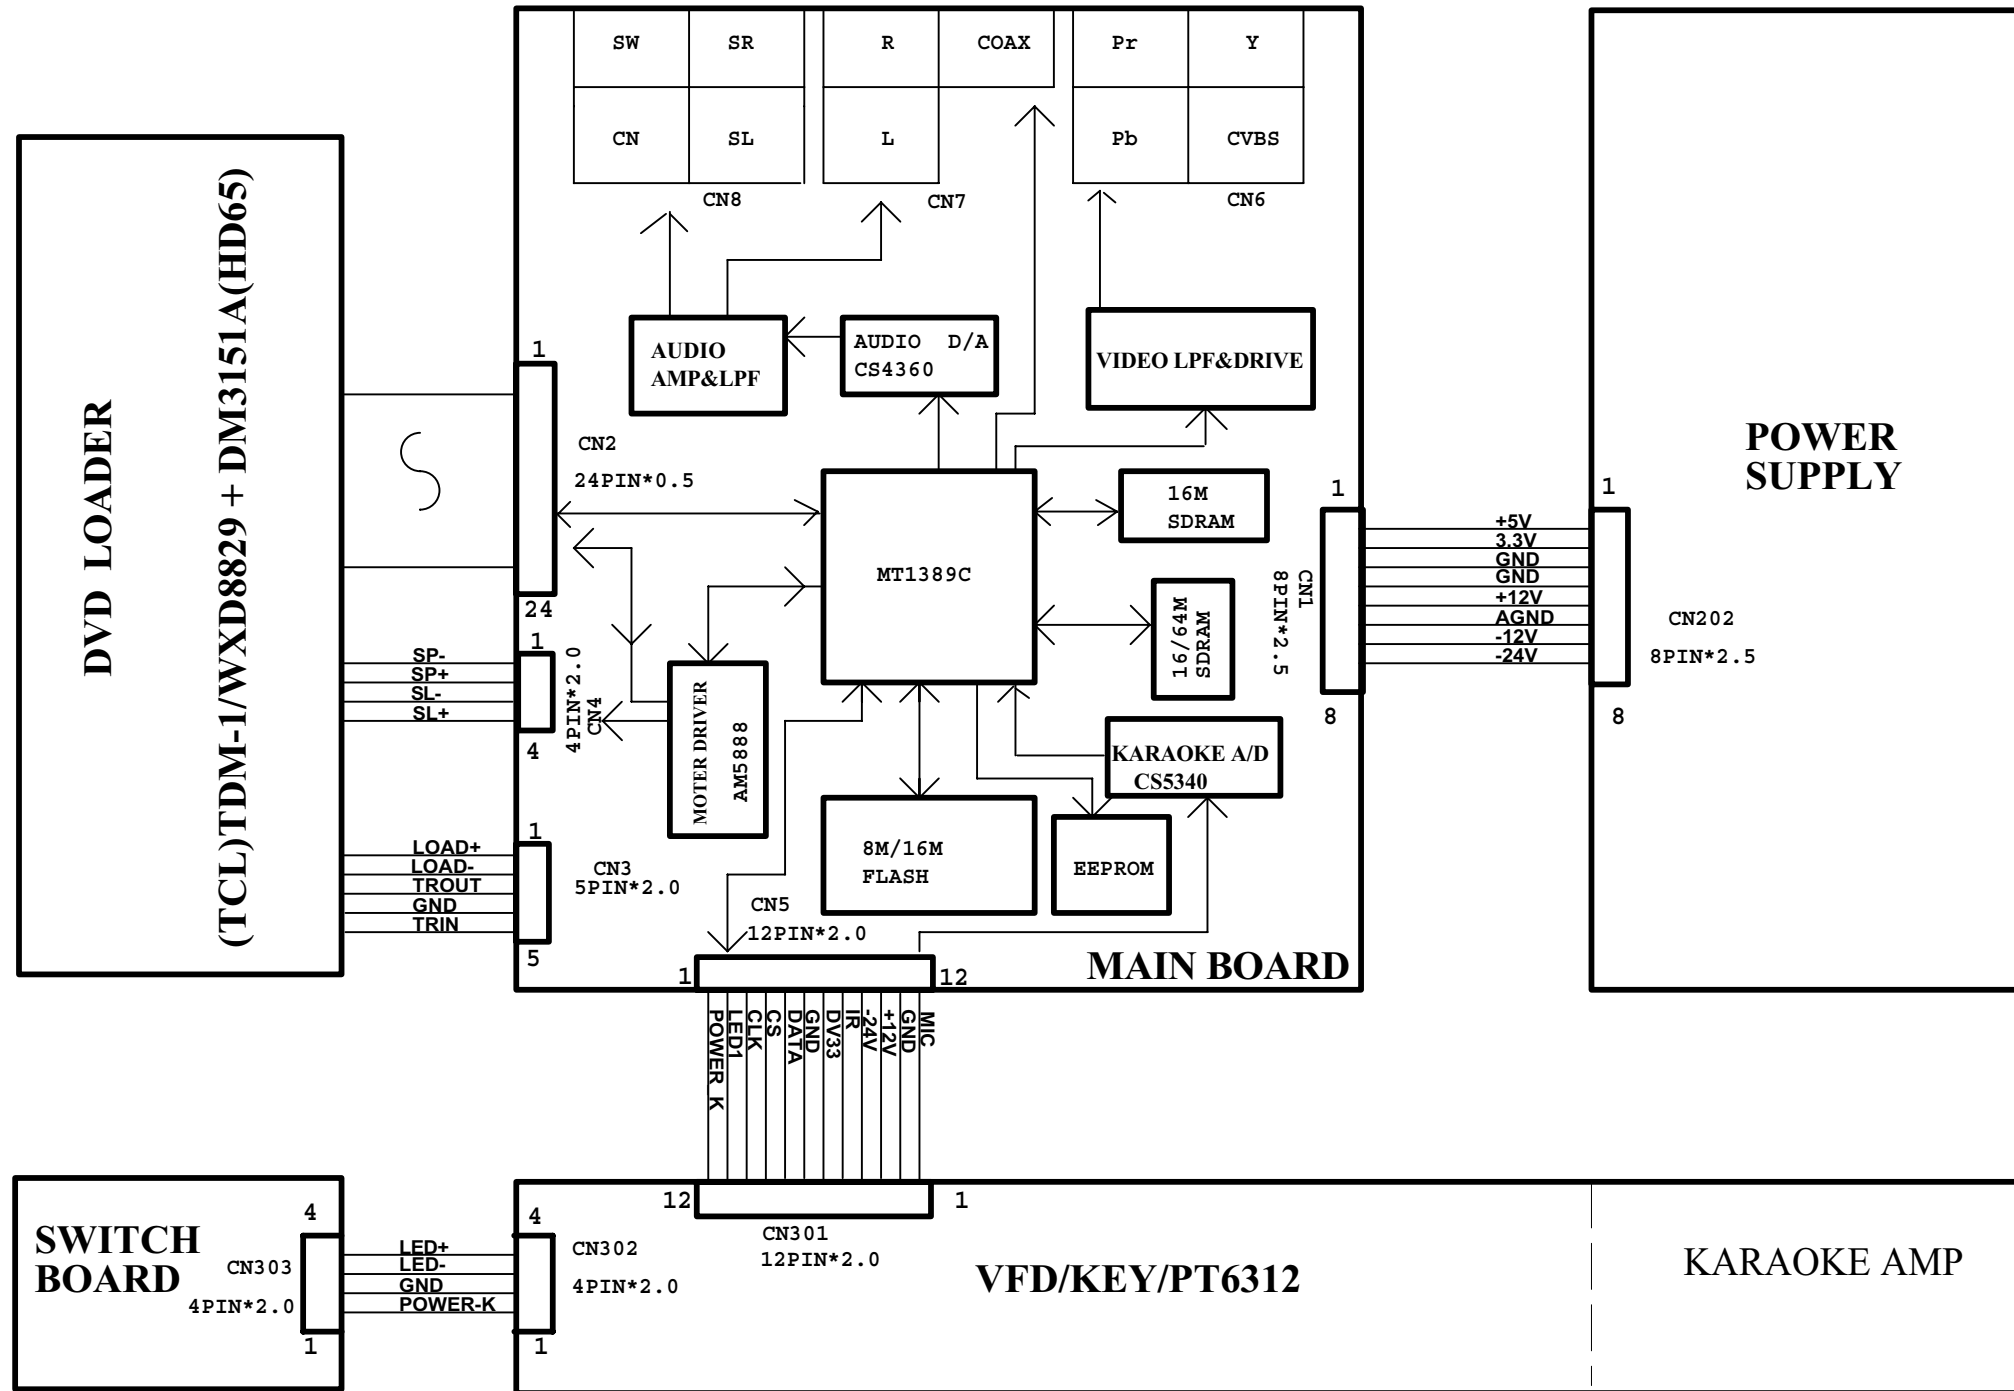 SW
SR
R
COAX
Pr
Y
CN
SL
L
Pb
CVBS
CN8
CN7
CN6
DVD LOADER
(TCL)TDM-1/WXD8829 + DM3151A(HD65)
1
CN2
24PIN*0.5
24
AUDIO
AMP&LPF
AUDIO D/A
CS4360
VIDEO LPF&DRIVE
MT1389C
16M
SDRAM
16/64M
SDRAM
1
CN1
8PIN*2.5
8
+5V
3.3V
GND
GND
+12V
AGND
-12V
-24V
POWER
SUPPLY
1
CN202
8PIN*2.5
8
SP-
SP+
SL-
SL+
1
4PIN*2.0
CN4
4
MOTER DRIVER
AM5888
KARAOKE A/D
CS5340
LOAD+
LOAD-
TROUT
GND
TRIN
1
CN3
5PIN*2.0
5
8M/16M
FLASH
EEPROM
CN5
12PIN*2.0
1
12
MAIN BOARD
POWER K
LED1
CLK
CS
DATA
GND
DV33
IR
-24V
+12V
GND
MIC
12
1
CN301
12PIN*2.0
SWITCH
BOARD
4
CN303
4PIN*2.0
1
LED+
LED-
GND
POWER-K
4
CN302
4PIN*2.0
1
VFD/KEY/PT6312
KARAOKE AMP